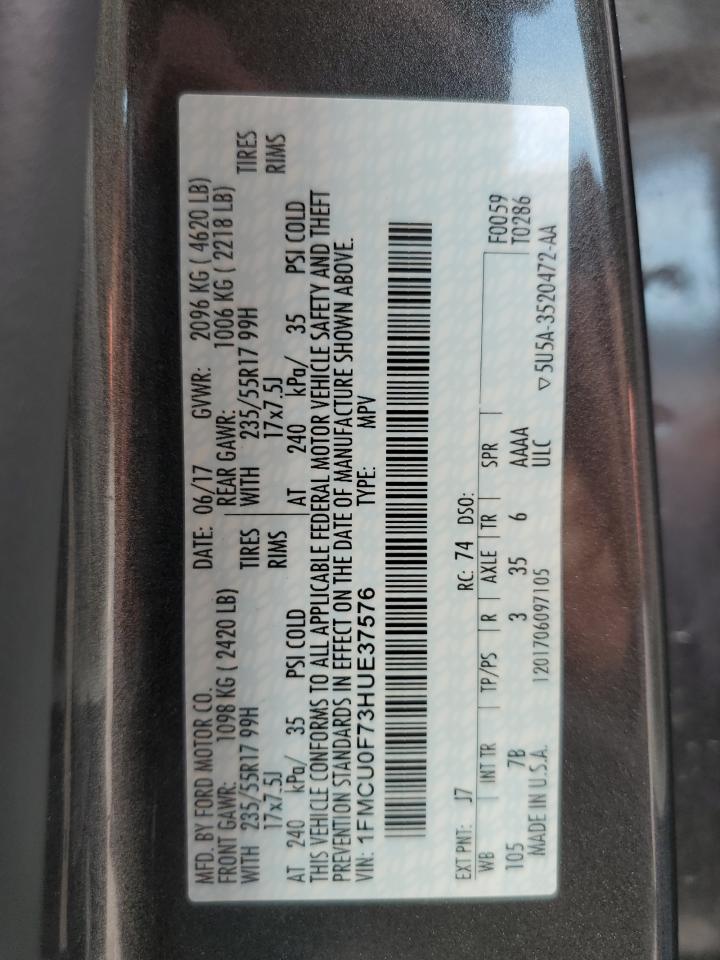 MFD. BY FORD MOTOR CO. DATE: 06/17 GVWR: 2096 KG ( 4620 LB)
FRONT GAWR: 1098 KG ( 2420 LB) REAR GAWR: 1006 KG ( 2218 LB)
WITH 235/55R17 99H TIRES WITH 235/55R17 99H TIRES
17x7.5J RIMS 17x7.5J RIMS
AT 240 kPa/ 35 PSI COLD AT 240 kPa/ 35 PSI COLD
THIS VEHICLE CONFORMS TO ALL APPLICABLE FEDERAL MOTOR VEHICLE SAFETY AND THEFT
PREVENTION STANDARDS IN EFFECT ON THE DATE OF MANUFACTURE SHOWN ABOVE.
VIN: 1FMCU0F73HUE37576 TYPE: MPV
EXT PNT: J7 RC: 74 DSO: F0059
WB INT TR TP/PS R AXLE TR SPR T0286
105 7B 3 35 6 AAAA
MADE IN U.S.A. 1201706097105 ULC ▽5U5A-3520472-AA